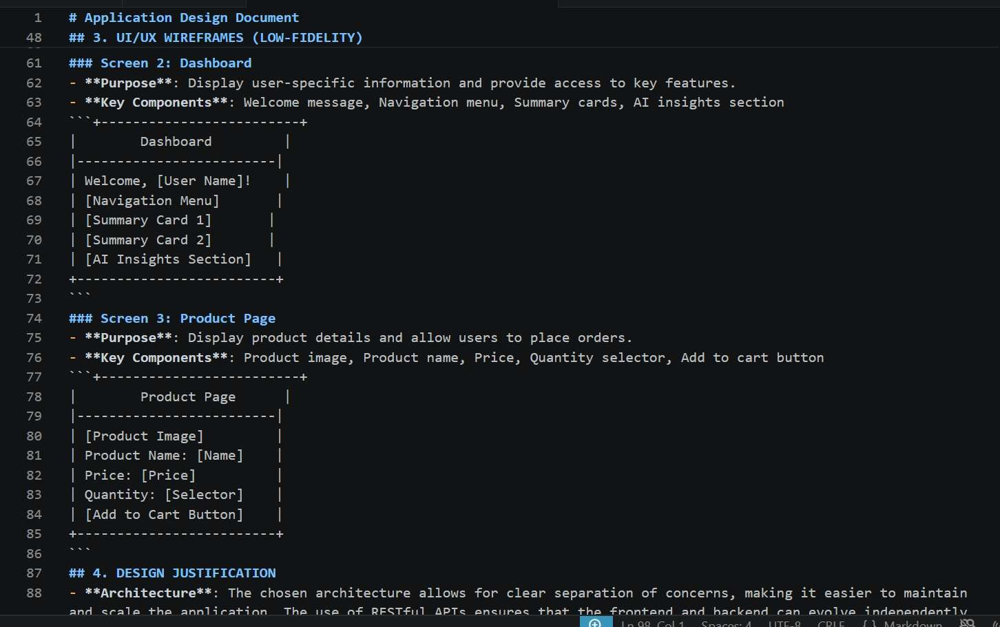 1 # Application Design Document
48 ## 3. UI/UX WIREFRAMES (LOW-FIDELITY)
61 ### Screen 2: Dashboard
62 - **Purpose**: Display user-specific information and provide access to key features.
63 - **Key Components**: Welcome message, Navigation menu, Summary cards, AI insights section
64 ```+-------------------------+
65 |        Dashboard         |
66 |-------------------------|
67 | Welcome, [User Name]!    |
68 | [Navigation Menu]       |
69 | [Summary Card 1]       |
70 | [Summary Card 2]       |
71 | [AI Insights Section]   |
72 +-------------------------+
73 ```
74 ### Screen 3: Product Page
75 - **Purpose**: Display product details and allow users to place orders.
76 - **Key Components**: Product image, Product name, Price, Quantity selector, Add to cart button
77 ```+-------------------------+
78 |        Product Page      |
79 |-------------------------|
80 | [Product Image]         |
81 | Product Name: [Name]    |
82 | Price: [Price]          |
83 | Quantity: [Selector]    |
84 | [Add to Cart Button]    |
85 +-------------------------+
86 ```
87 ## 4. DESIGN JUSTIFICATION
88 - **Architecture**: The chosen architecture allows for clear separation of concerns, making it easier to maintain
and scale the application. The use of RESTful APIs ensures that the frontend and backend can evolve independently
Ln 98, Col 1 Spaces: 4 UTF-8 CRLF { } Markdown